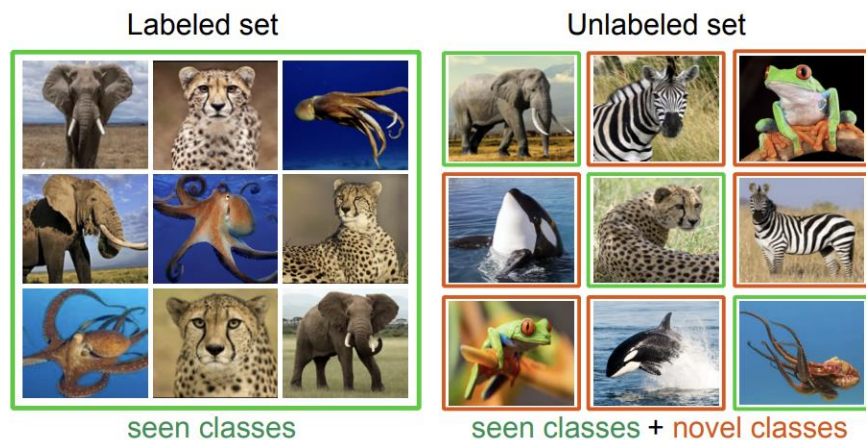 Labeled set
Unlabeled set
seen classes
seen classes + novel classes